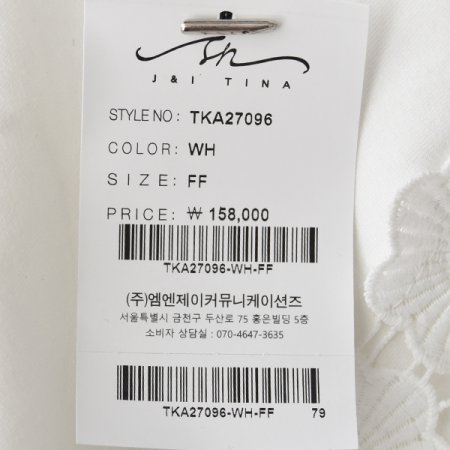 J & I TINA
STYLE NO : TKA27096
COLOR : WH
SIZE : FF
PRICE : ₩ 158,000
TKA27096-WH-FF
(주)엠엔제이커뮤니케이션즈
서울특별시 금천구 두산로 75 홍은빌딩 5층
소비자 상담실 : 070-4647-3635
TKA27096-WH-FF 79